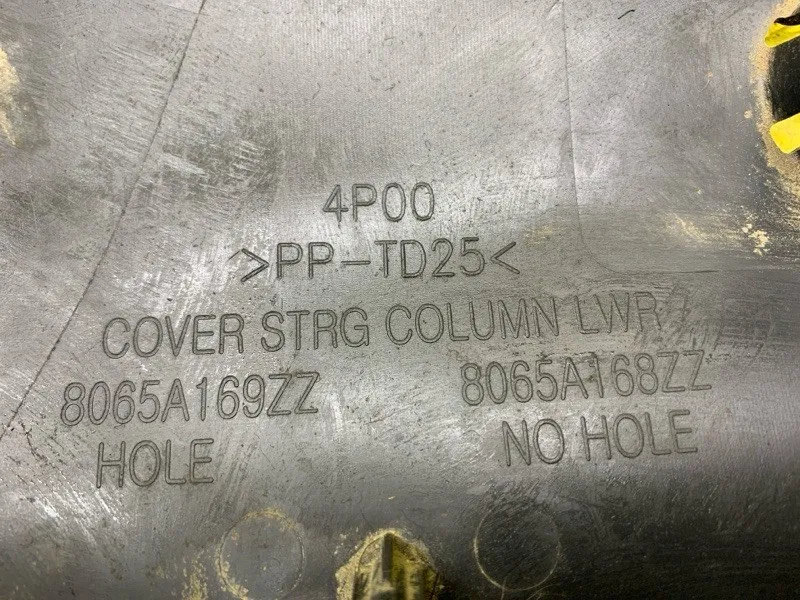 4P00
>PP-TD25<
COVER STRG COLUMN LWR
8065A169ZZ 8065A168ZZ
HOLE NO HOLE